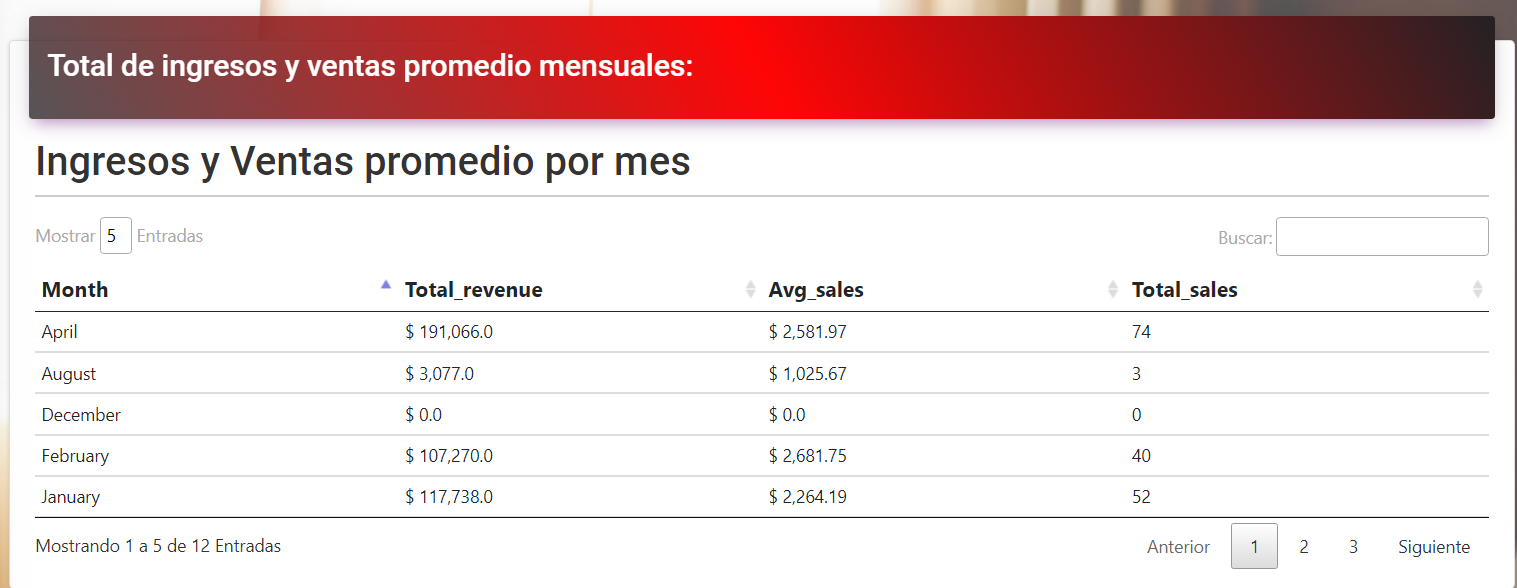 Total de ingresos y ventas promedio mensuales:
Ingresos y Ventas promedio por mes
Mostrar 5 Entradas Buscar:
Month Total_revenue Avg_sales Total_sales
April $ 191,066.0 $ 2,581.97 74
August $ 3,077.0 $ 1,025.67 3
December $ 0.0 $ 0.0 0
February $ 107,270.0 $ 2,681.75 40
January $ 117,738.0 $ 2,264.19 52
Mostrando 1 a 5 de 12 Entradas Anterior 1 2 3 Siguiente